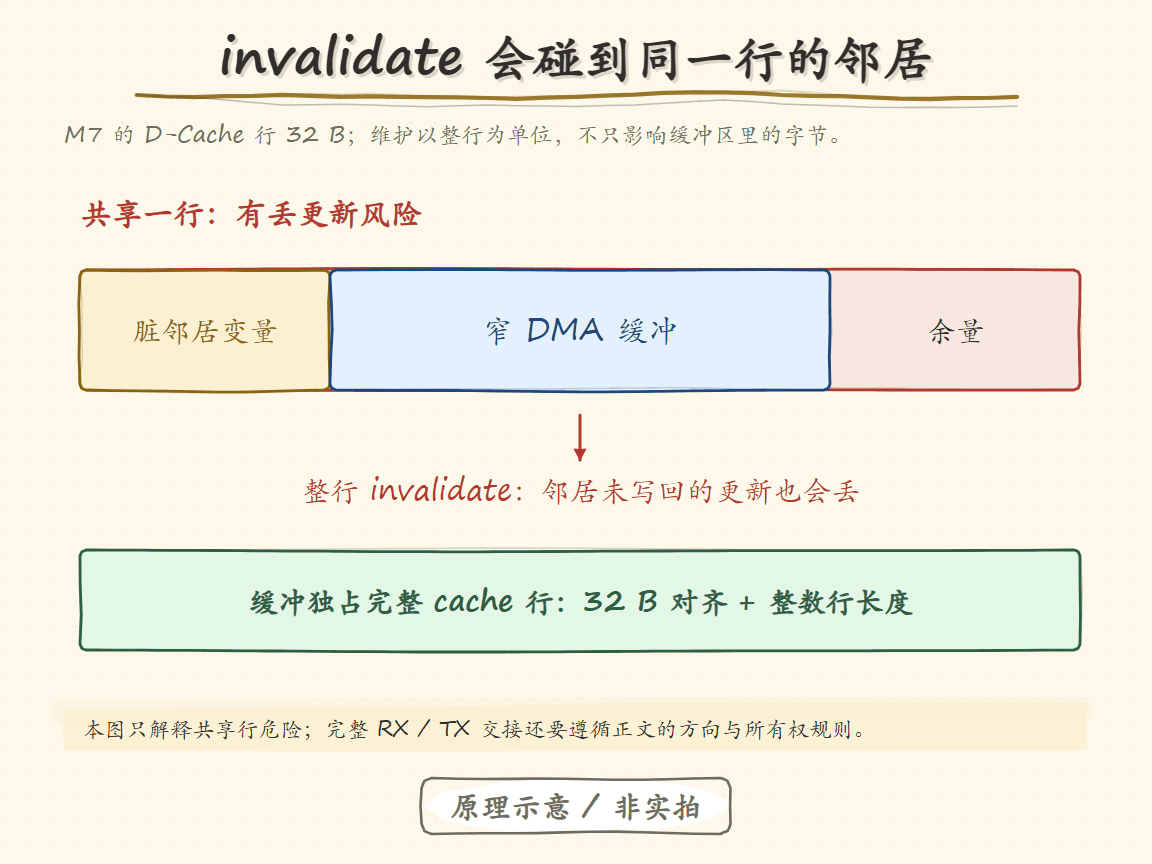 invalidate 会碰到同一行的邻居
M7 的 D-Cache 行 32 B；维护以整行为单位，不只影响缓冲区里的字节。
共享一行：有丢更新风险
脏邻居变量
窄 DMA 缓冲
余量
整行 invalidate：邻居未写回的更新也会丢
缓冲独占完整 cache 行：32 B 对齐 + 整数行长度
本图只解释共享行危险；完整 RX / TX 交接还要遵循正文的方向与所有权规则。
原理示意 / 非实拍